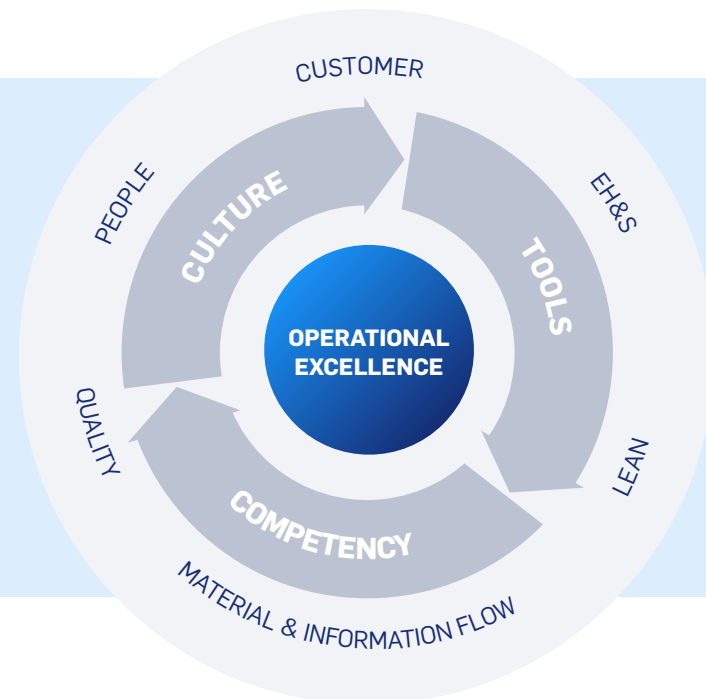 CUSTOMER
EH&S
LEAN
MATERIAL & INFORMATION FLOW
QUALITY
PEOPLE
CULTURE
TOOLS
COMPETENCY
OPERATIONAL
EXCELLENCE